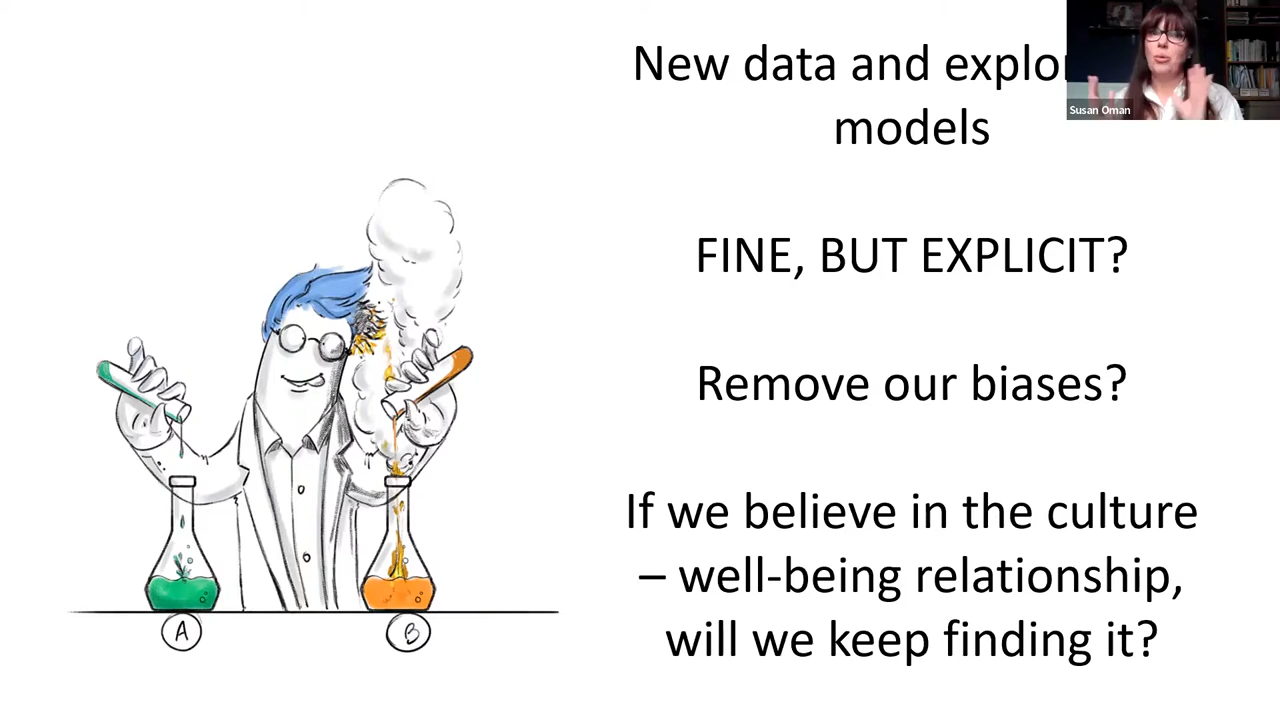 New data and explor
models
Susan Oman
FINE, BUT EXPLICIT?
Remove our biases?
If we believe in the culture
– well-being relationship,
will we keep finding it?
A
B